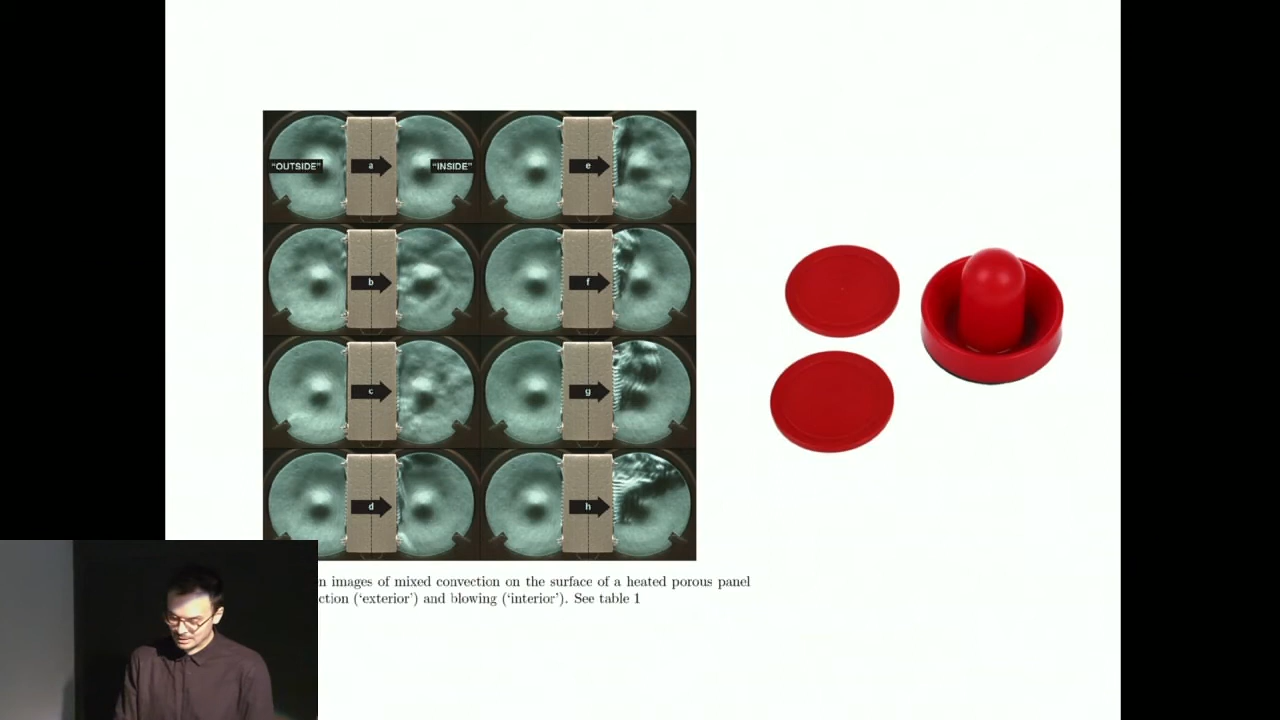 "OUTSIDE"
a
"INSIDE"
e
b
f
c
g
d
h
n images of mixed convection on the surface of a heated porous panel
ction (‘exterior’) and blowing (‘interior’). See table 1